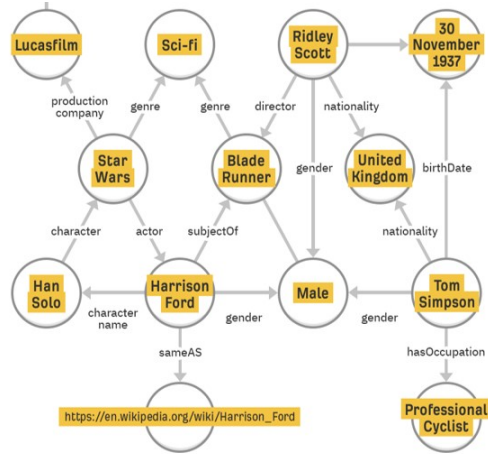 Lucasfilm
Sci-fi
Ridley
Scott
30
November
1937
production
company
genre
genre
director
nationality
Star
Wars
Blade
Runner
gender
United
Kingdom
birthDate
character
actor
subjectOf
nationality
Han
Solo
Harrison
Ford
Male
Tom
Simpson
character
name
gender
gender
sameAS
hasOccupation
https://en.wikipedia.org/wiki/Harrison_Ford
Professional
Cyclist